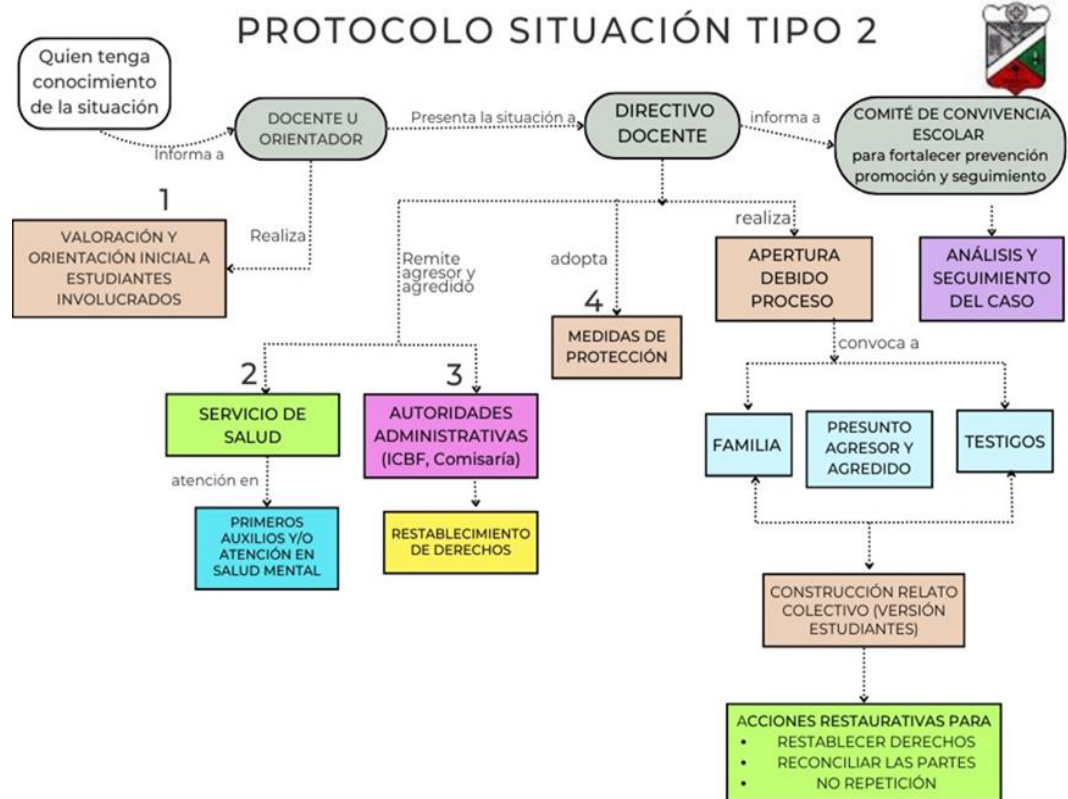 PROTOCOLO SITUACIÓN TIPO 2
Quien tenga
conocimiento
de la situación
Informa a
DOCENTE U
ORIENTADOR
Presenta la situación a
DIRECTIVO
DOCENTE
informa a
COMITÉ DE CONVIVENCIA
ESCOLAR
para fortalecer prevención
promoción y seguimiento
1
VALORACIÓN Y
ORIENTACIÓN INICIAL A
ESTUDIANTES
INVOLUCRADOS
Realiza
Remite
agresor y
agredido
adopta
4
MEDIDAS DE
PROTECCIÓN
realiza
APERTURA
DEBIDO
PROCESO
ANÁLISIS Y
SEGUIMIENTO
DEL CASO
convoca a
2
SERVICIO DE
SALUD
3
AUTORIDADES
ADMINISTRATIVAS
(ICBF, Comisaría)
FAMILIA
PRESUNTO
AGRESOR Y
AGREDIDO
TESTIGOS
atención en
PRIMEROS
AUXILIOS Y/O
ATENCIÓN EN
SALUD MENTAL
RESTABLECIMIENTO
DE DERECHOS
CONSTRUCCIÓN RELATO
COLECTIVO (VERSIÓN
ESTUDIANTES)
ACCIONES RESTAURATIVAS PARA
• RESTABLECER DERECHOS
• RECONCILIAR LAS PARTES
• NO REPETICIÓN